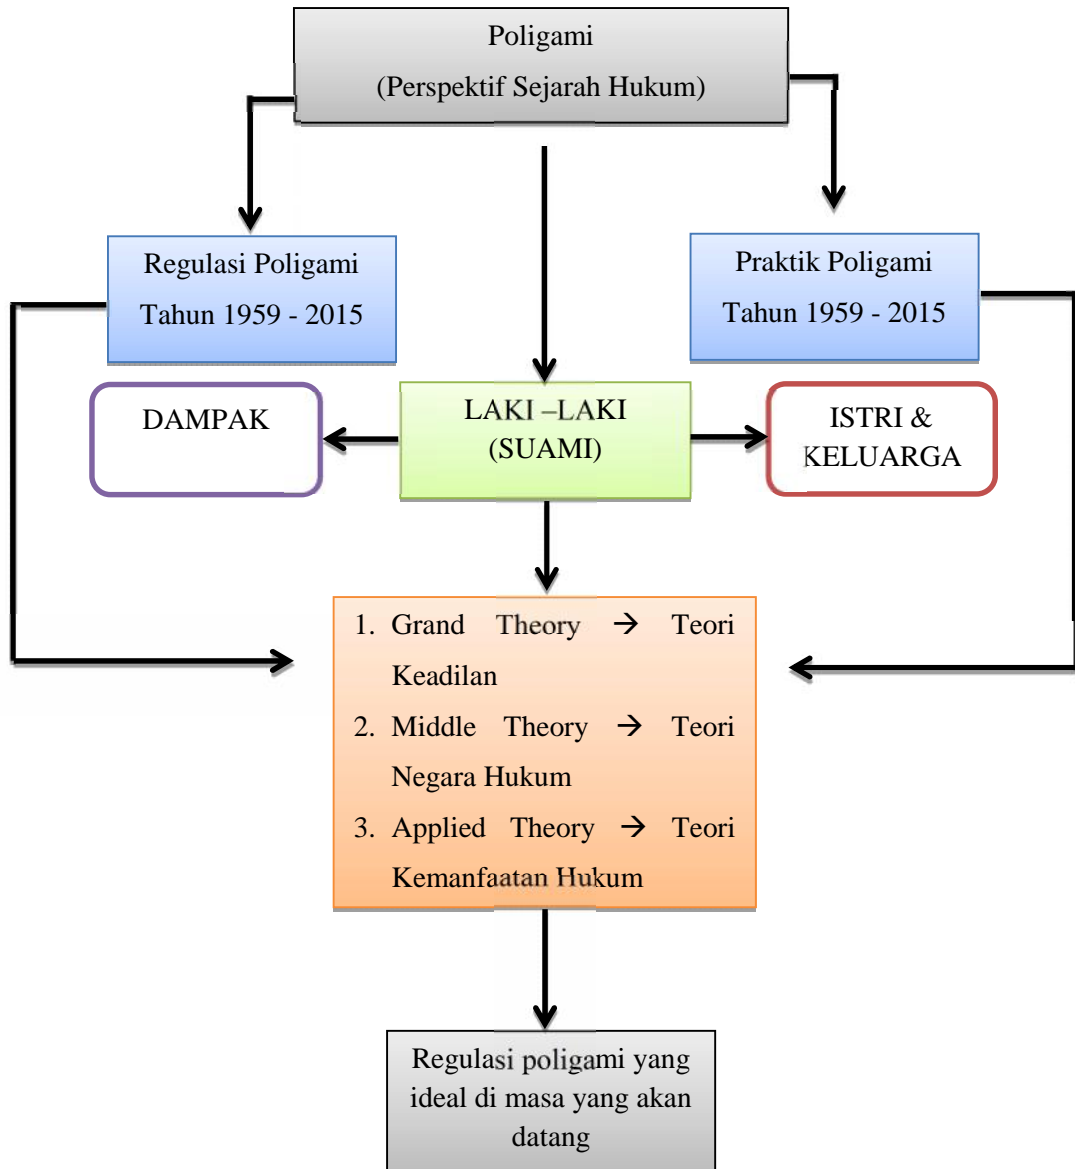 Poligami
(Perspektif Sejarah Hukum)
Regulasi Poligami
Tahun 1959 - 2015
Praktik Poligami
Tahun 1959 - 2015
DAMPAK
LAKI –LAKI
(SUAMI)
ISTRI &
KELUARGA
1. Grand Theory → Teori
Keadilan
2. Middle Theory → Teori
Negara Hukum
3. Applied Theory → Teori
Kemanfaatan Hukum
Regulasi poligami yang
ideal di masa yang akan
datang